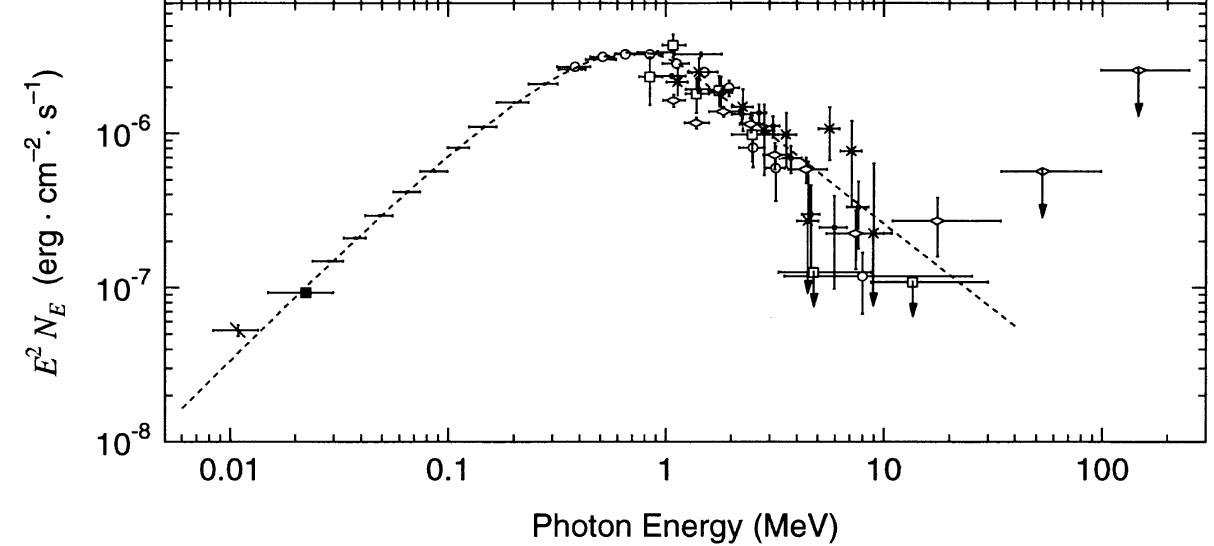 10⁻⁶
10⁻⁷
10⁻⁸
E² N_E (erg · cm⁻² · s⁻¹)
0.01 0.1 1 10 100
Photon Energy (MeV)